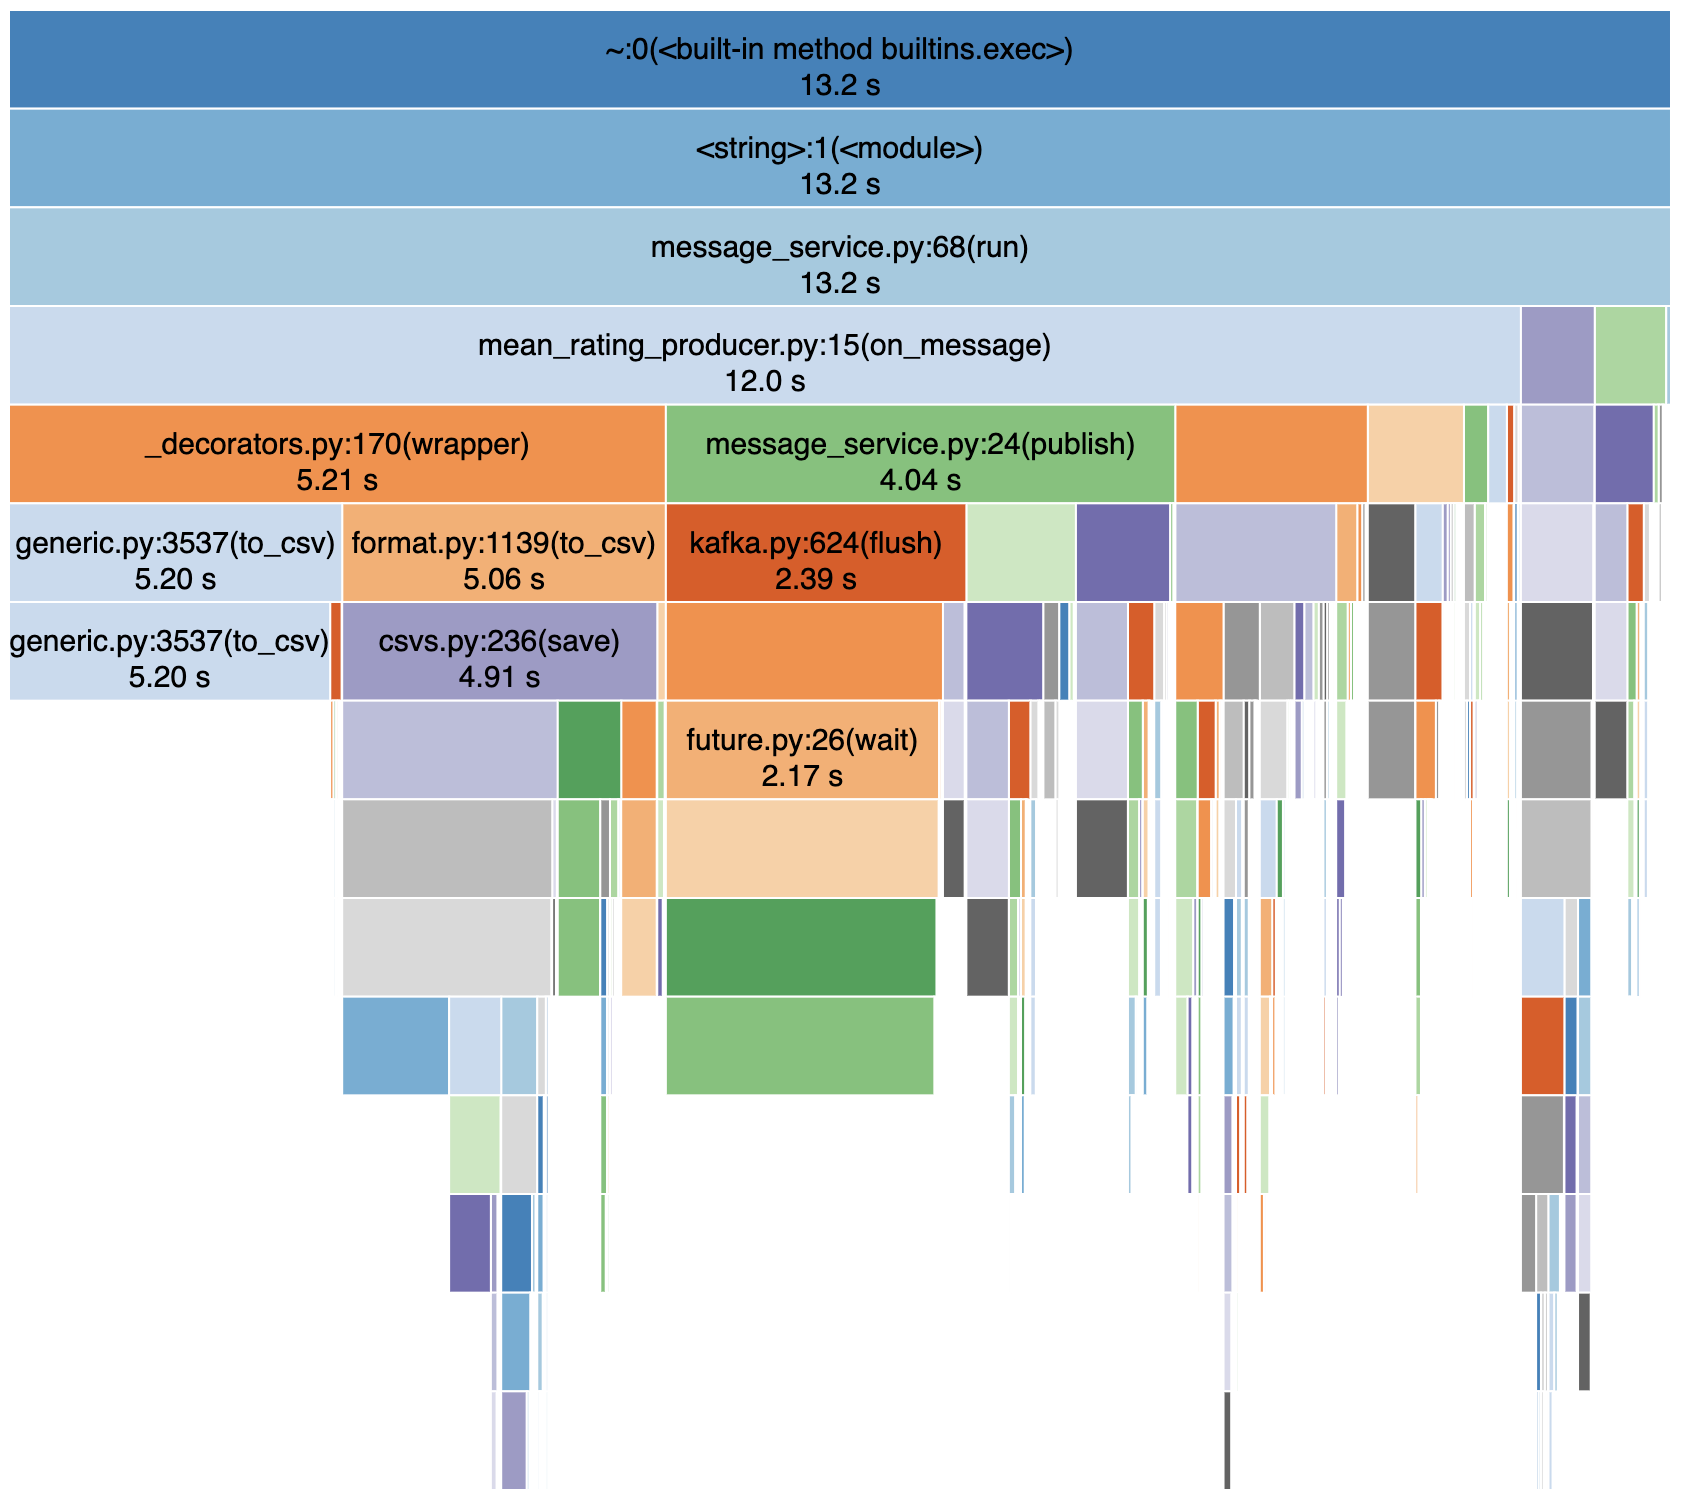 ~:0(<built-in method builtins.exec>)
13.2 s
<string>:1(<module>)
13.2 s
message_service.py:68(run)
13.2 s
mean_rating_producer.py:15(on_message)
12.0 s
_decorators.py:170(wrapper)
5.21 s
message_service.py:24(publish)
4.04 s
generic.py:3537(to_csv)
5.20 s
format.py:1139(to_csv)
5.06 s
kafka.py:624(flush)
2.39 s
generic.py:3537(to_csv)
5.20 s
csvs.py:236(save)
4.91 s
future.py:26(wait)
2.17 s